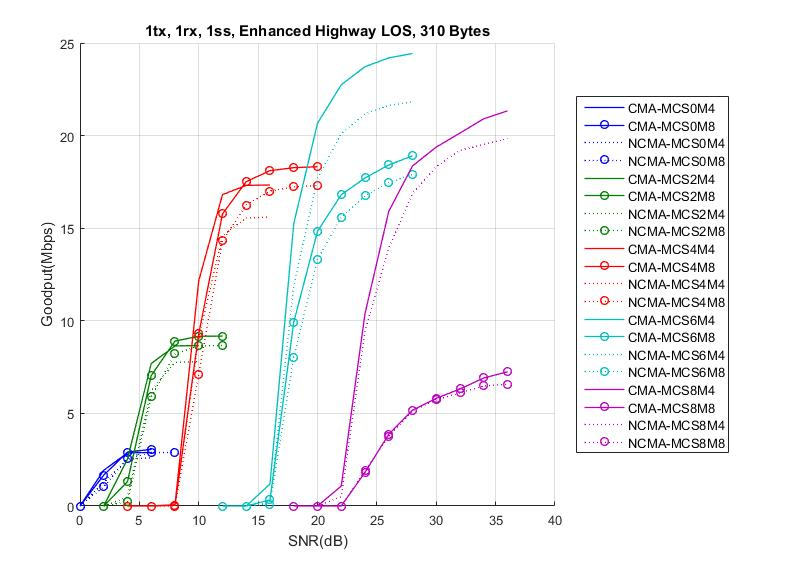 1tx, 1rx, 1ss, Enhanced Highway LOS, 310 Bytes
25
20
15
10
5
0
Goodput(Mbps)
0 5 10 15 20 25 30 35 40
SNR(dB)
CMA-MCS0M4
CMA-MCS0M8
NCMA-MCS0M4
NCMA-MCS0M8
CMA-MCS2M4
CMA-MCS2M8
NCMA-MCS2M4
NCMA-MCS2M8
CMA-MCS4M4
CMA-MCS4M8
NCMA-MCS4M4
NCMA-MCS4M8
CMA-MCS6M4
CMA-MCS6M8
NCMA-MCS6M4
NCMA-MCS6M8
CMA-MCS8M4
CMA-MCS8M8
NCMA-MCS8M4
NCMA-MCS8M8